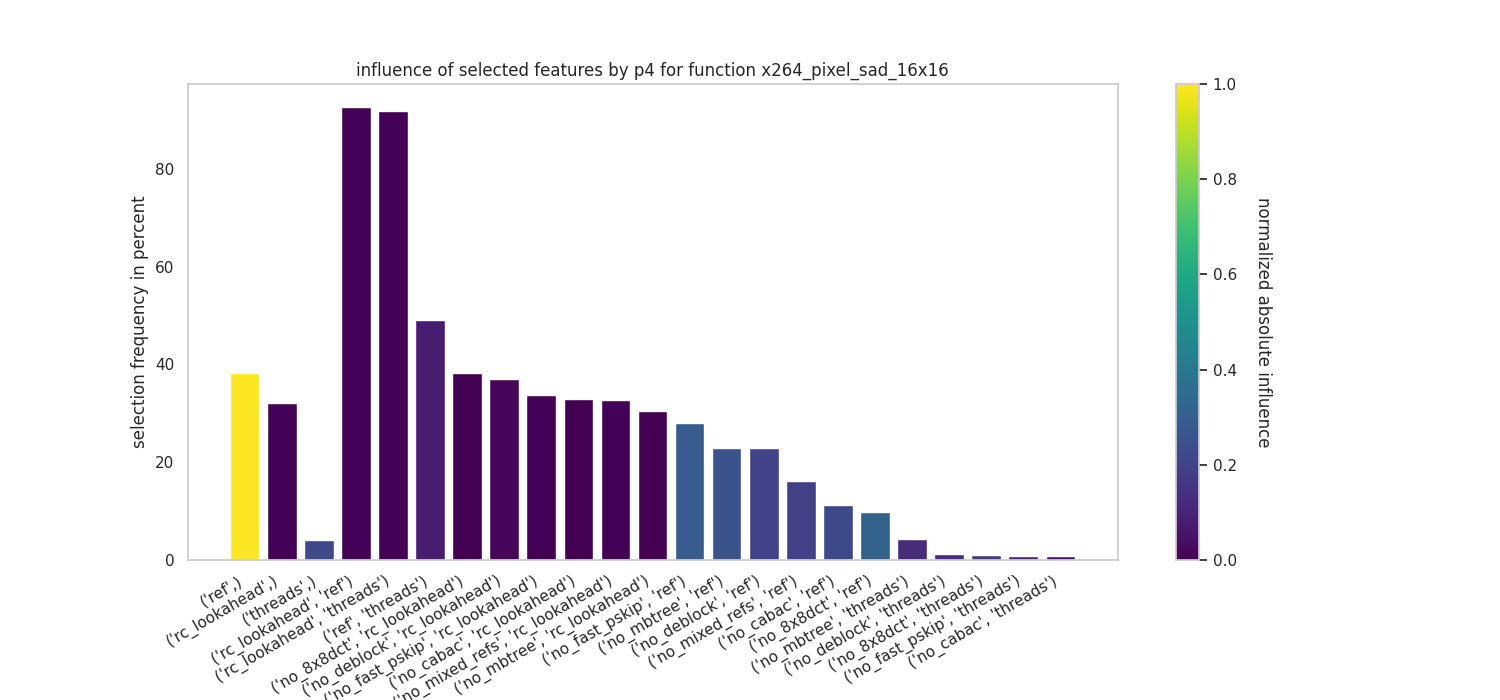 influence of selected features by p4 for function x264_pixel_sad_16x16
selection frequency in percent
80
60
40
20
0
('ref',)
('rc_lookahead',)
('threads',)
('rc_lookahead', 'ref')
('rc_lookahead', 'threads')
('ref', 'threads')
('no_8x8dct', 'rc_lookahead')
('no_deblock', 'rc_lookahead')
('no_fast_pskip', 'rc_lookahead')
('no_cabac', 'rc_lookahead')
('no_mixed_refs', 'rc_lookahead')
('no_mbtree', 'rc_lookahead')
('no_fast_pskip', 'ref')
('no_mbtree', 'ref')
('no_deblock', 'ref')
('no_mixed_refs', 'ref')
('no_cabac', 'ref')
('no_8x8dct', 'ref')
('no_mbtree', 'threads')
('no_deblock', 'threads')
('no_8x8dct', 'threads')
('no_fast_pskip', 'threads')
('no_cabac', 'threads')
1.0
0.8
0.6
0.4
0.2
0.0
normalized absolute influence